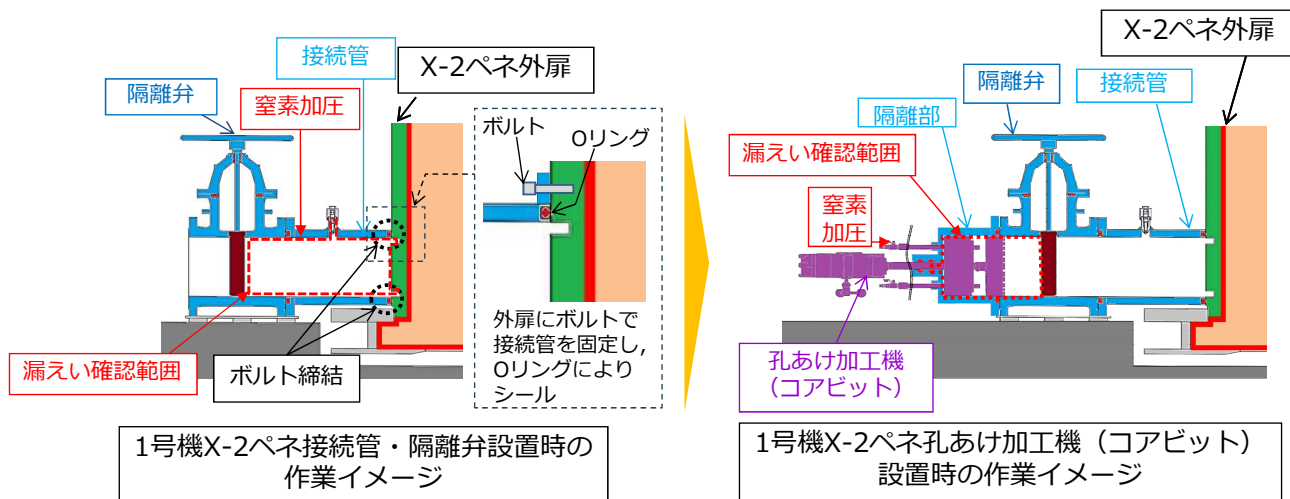 接続管
X-2ペネ外扉
隔離弁
窒素加圧
ボルト
Oリング
外扉にボルトで
接続管を固定し,
Oリングにより
シール
漏えい確認範囲
ボルト締結
1号機X-2ペネ接続管・隔離弁設置時の
作業イメージ
X-2ペネ外扉
隔離弁
接続管
隔離部
漏えい確認範囲
窒素
加圧
孔あけ加工機
（コアビット）
1号機X-2ペネ孔あけ加工機（コアビット）
設置時の作業イメージ